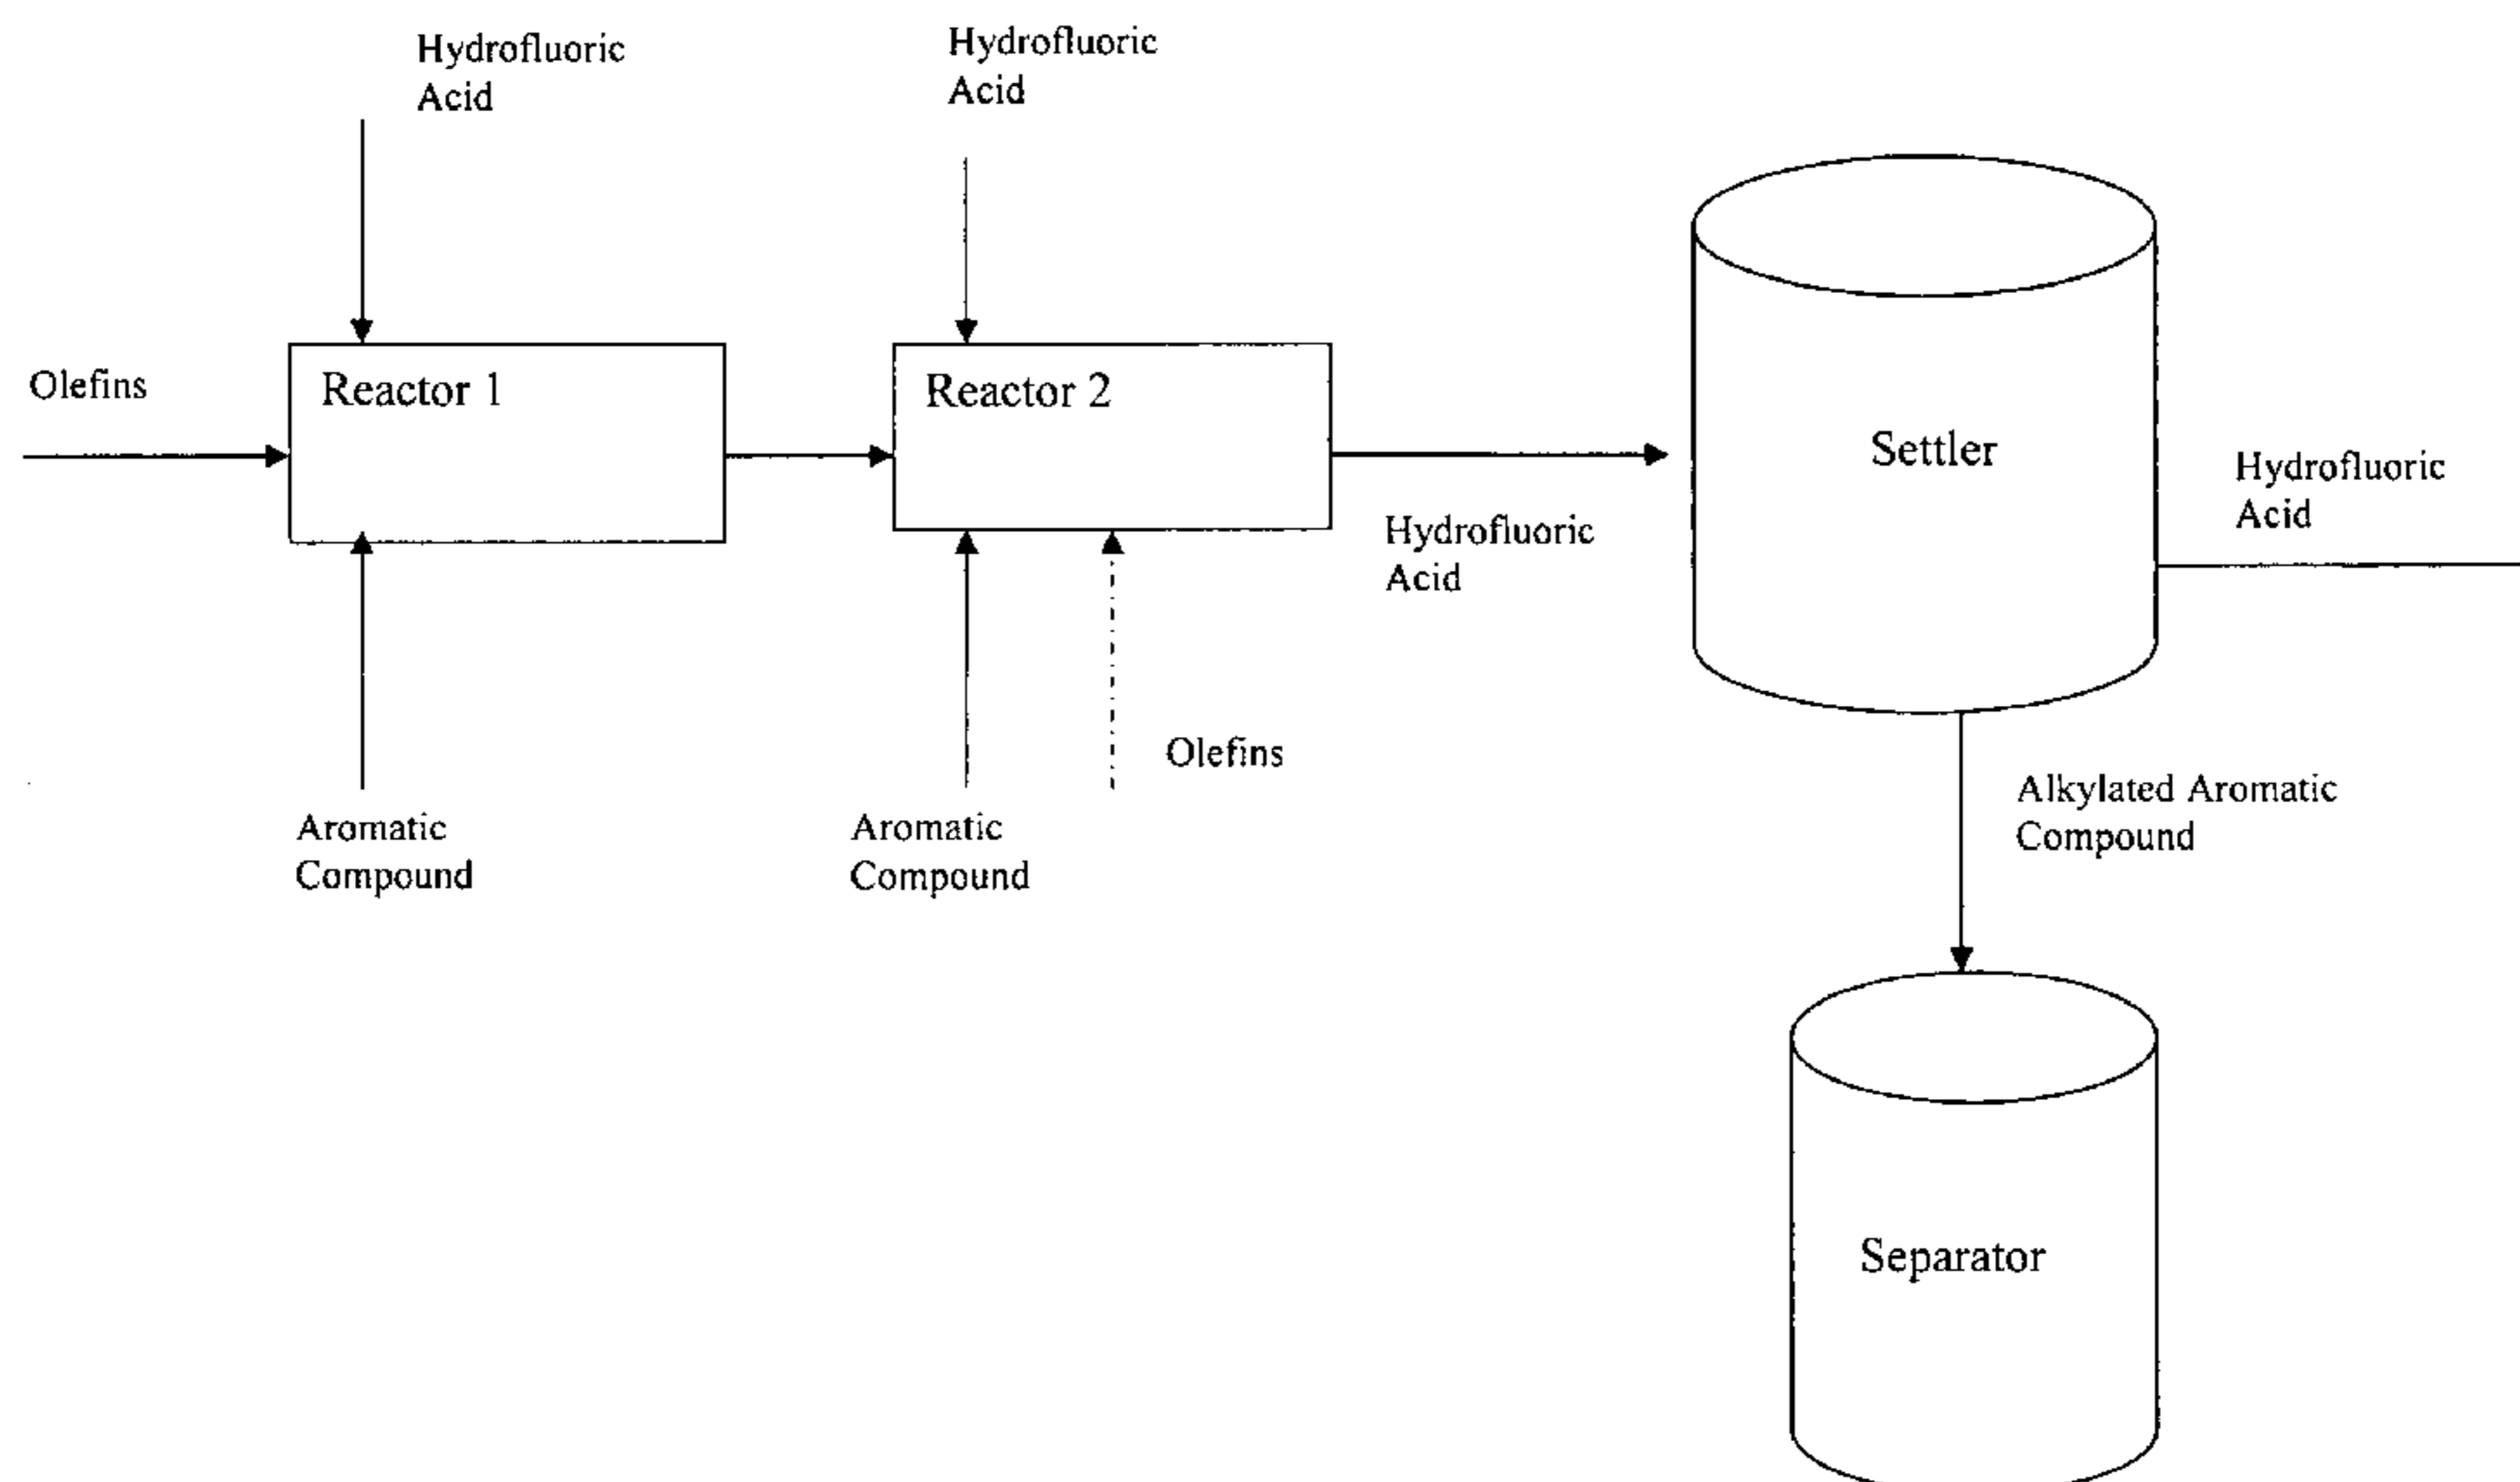 Hydrofluoric
Acid
Hydrofluoric
Acid
Olefins
Reactor 1
Reactor 2
Settler
Hydrofluoric
Acid
Hydrofluoric
Acid
Olefins
Aromatic
Compound
Aromatic
Compound
Alkylated Aromatic
Compound
Separator